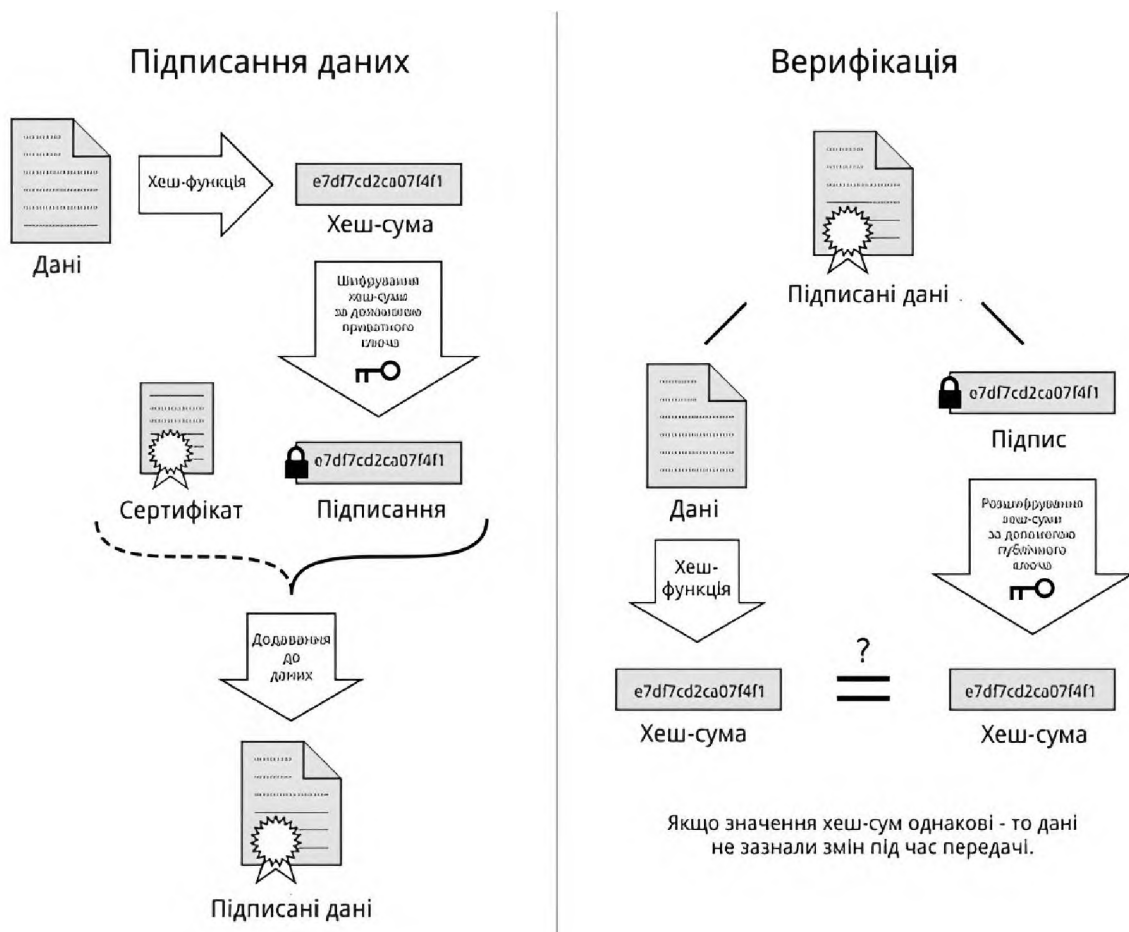 Підписання даних
Хеш-функція
e7df7cd2ca07f4f1
Хеш-сума
Дані
Шифрування
хеш-суми
за допомогою
приватного
ключа
e7df7cd2ca07f4f1
Сертифікат
Підписання
Додавання
до
даних
Підписані дані
Верифікація
Підписані дані
Дані
e7df7cd2ca07f4f1
Підпис
Хеш-
функція
Розшифрування
хеш-суми
за допомогою
публічного
ключа
e7df7cd2ca07f4f1
?
e7df7cd2ca07f4f1
Хеш-сума
Хеш-сума
Якщо значення хеш-сум однакові - то дані
не зазнали змін під час передачі.